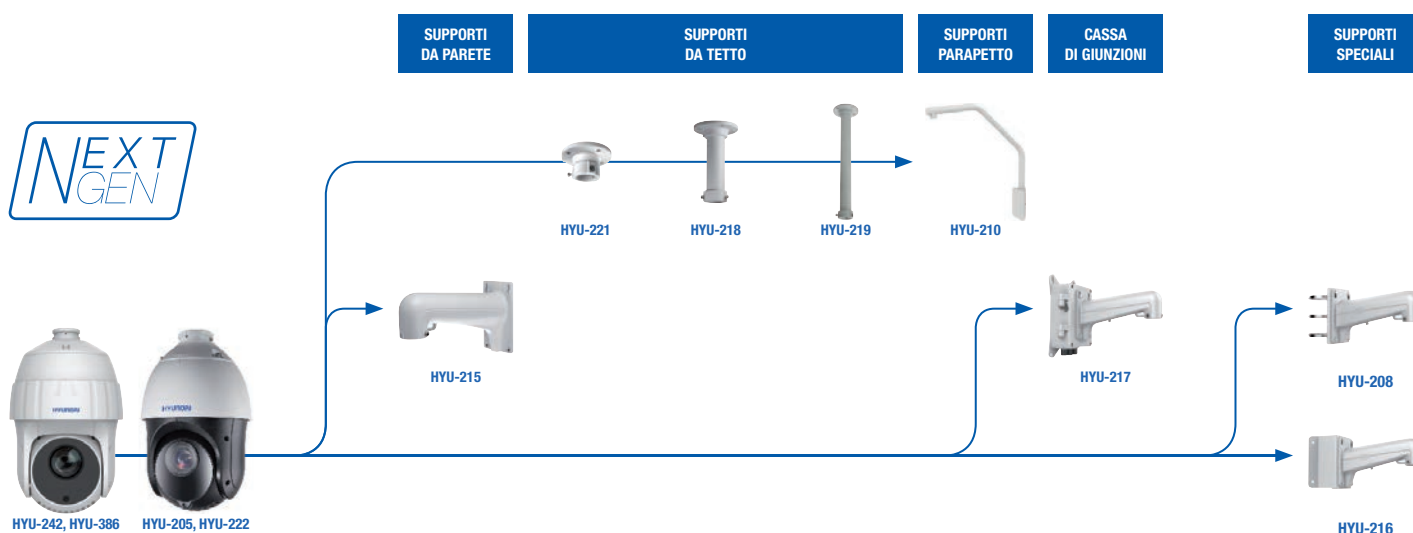 SUPPORTI
DA PARETE
SUPPORTI
DA TETTO
SUPPORTI
PARAPETTO
CASSA
DI GIUNZIONI
SUPPORTI
SPECIALI
NEXT
GEN
HYU-221
HYU-218
HYU-219
HYU-210
HYU-215
HYU-217
HYU-208
HYUNDAI
HYUNDAI
HYU-242, HYU-386
HYU-205, HYU-222
HYU-216